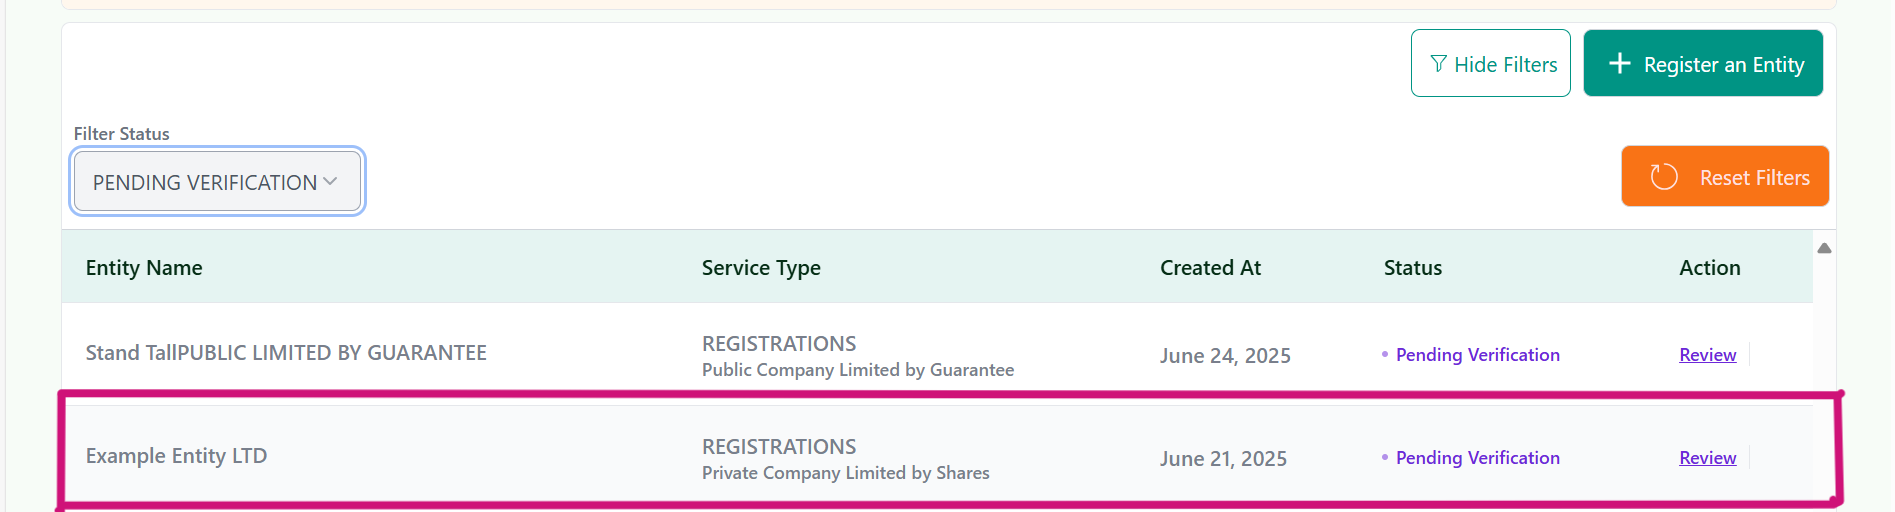 Hide Filters
Register an Entity
Filter Status
PENDING VERIFICATION
Reset Filters
Entity Name Service Type Created At Status Action
Stand TallPUBLIC LIMITED BY GUARANTEE REGISTRATIONS June 24, 2025 Pending Verification Review
Public Company Limited by Guarantee
Example Entity LTD REGISTRATIONS June 21, 2025 Pending Verification Review
Private Company Limited by Shares